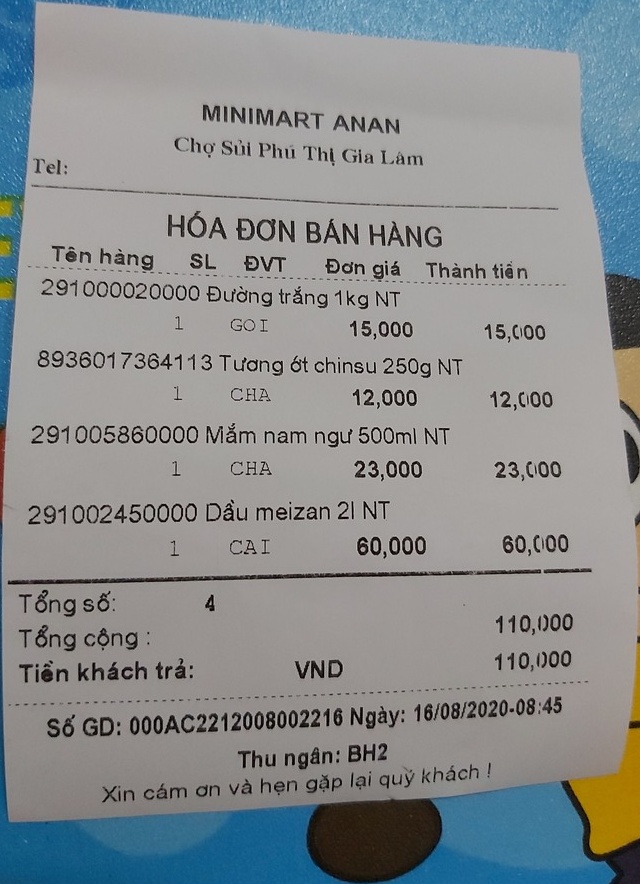 MINIMART ANAN
Chợ Sủi Phú Thị Gia Lâm
Tel:
HÓA ĐƠN BÁN HÀNG
Tên hàng SL ĐVT Đơn giá Thành tiền
291000020000 Đường trắng 1kg NT
1 GOI 15,000 15,000
8936017364113 Tương ớt chinsu 250g NT
1 CHA 12,000 12,000
291005860000 Mắm nam ngư 500ml NT
1 CHA 23,000 23,000
291002450000 Dầu meizan 2l NT
1 CAI 60,000 60,000
Tổng số: 4
Tổng cộng : 110,000
Tiền khách trả: VND 110,000
Số GD: 000AC2212008002216 Ngày: 16/08/2020-08:45
Thu ngân: BH2
Xin cám ơn và hẹn gặp lại quý khách !